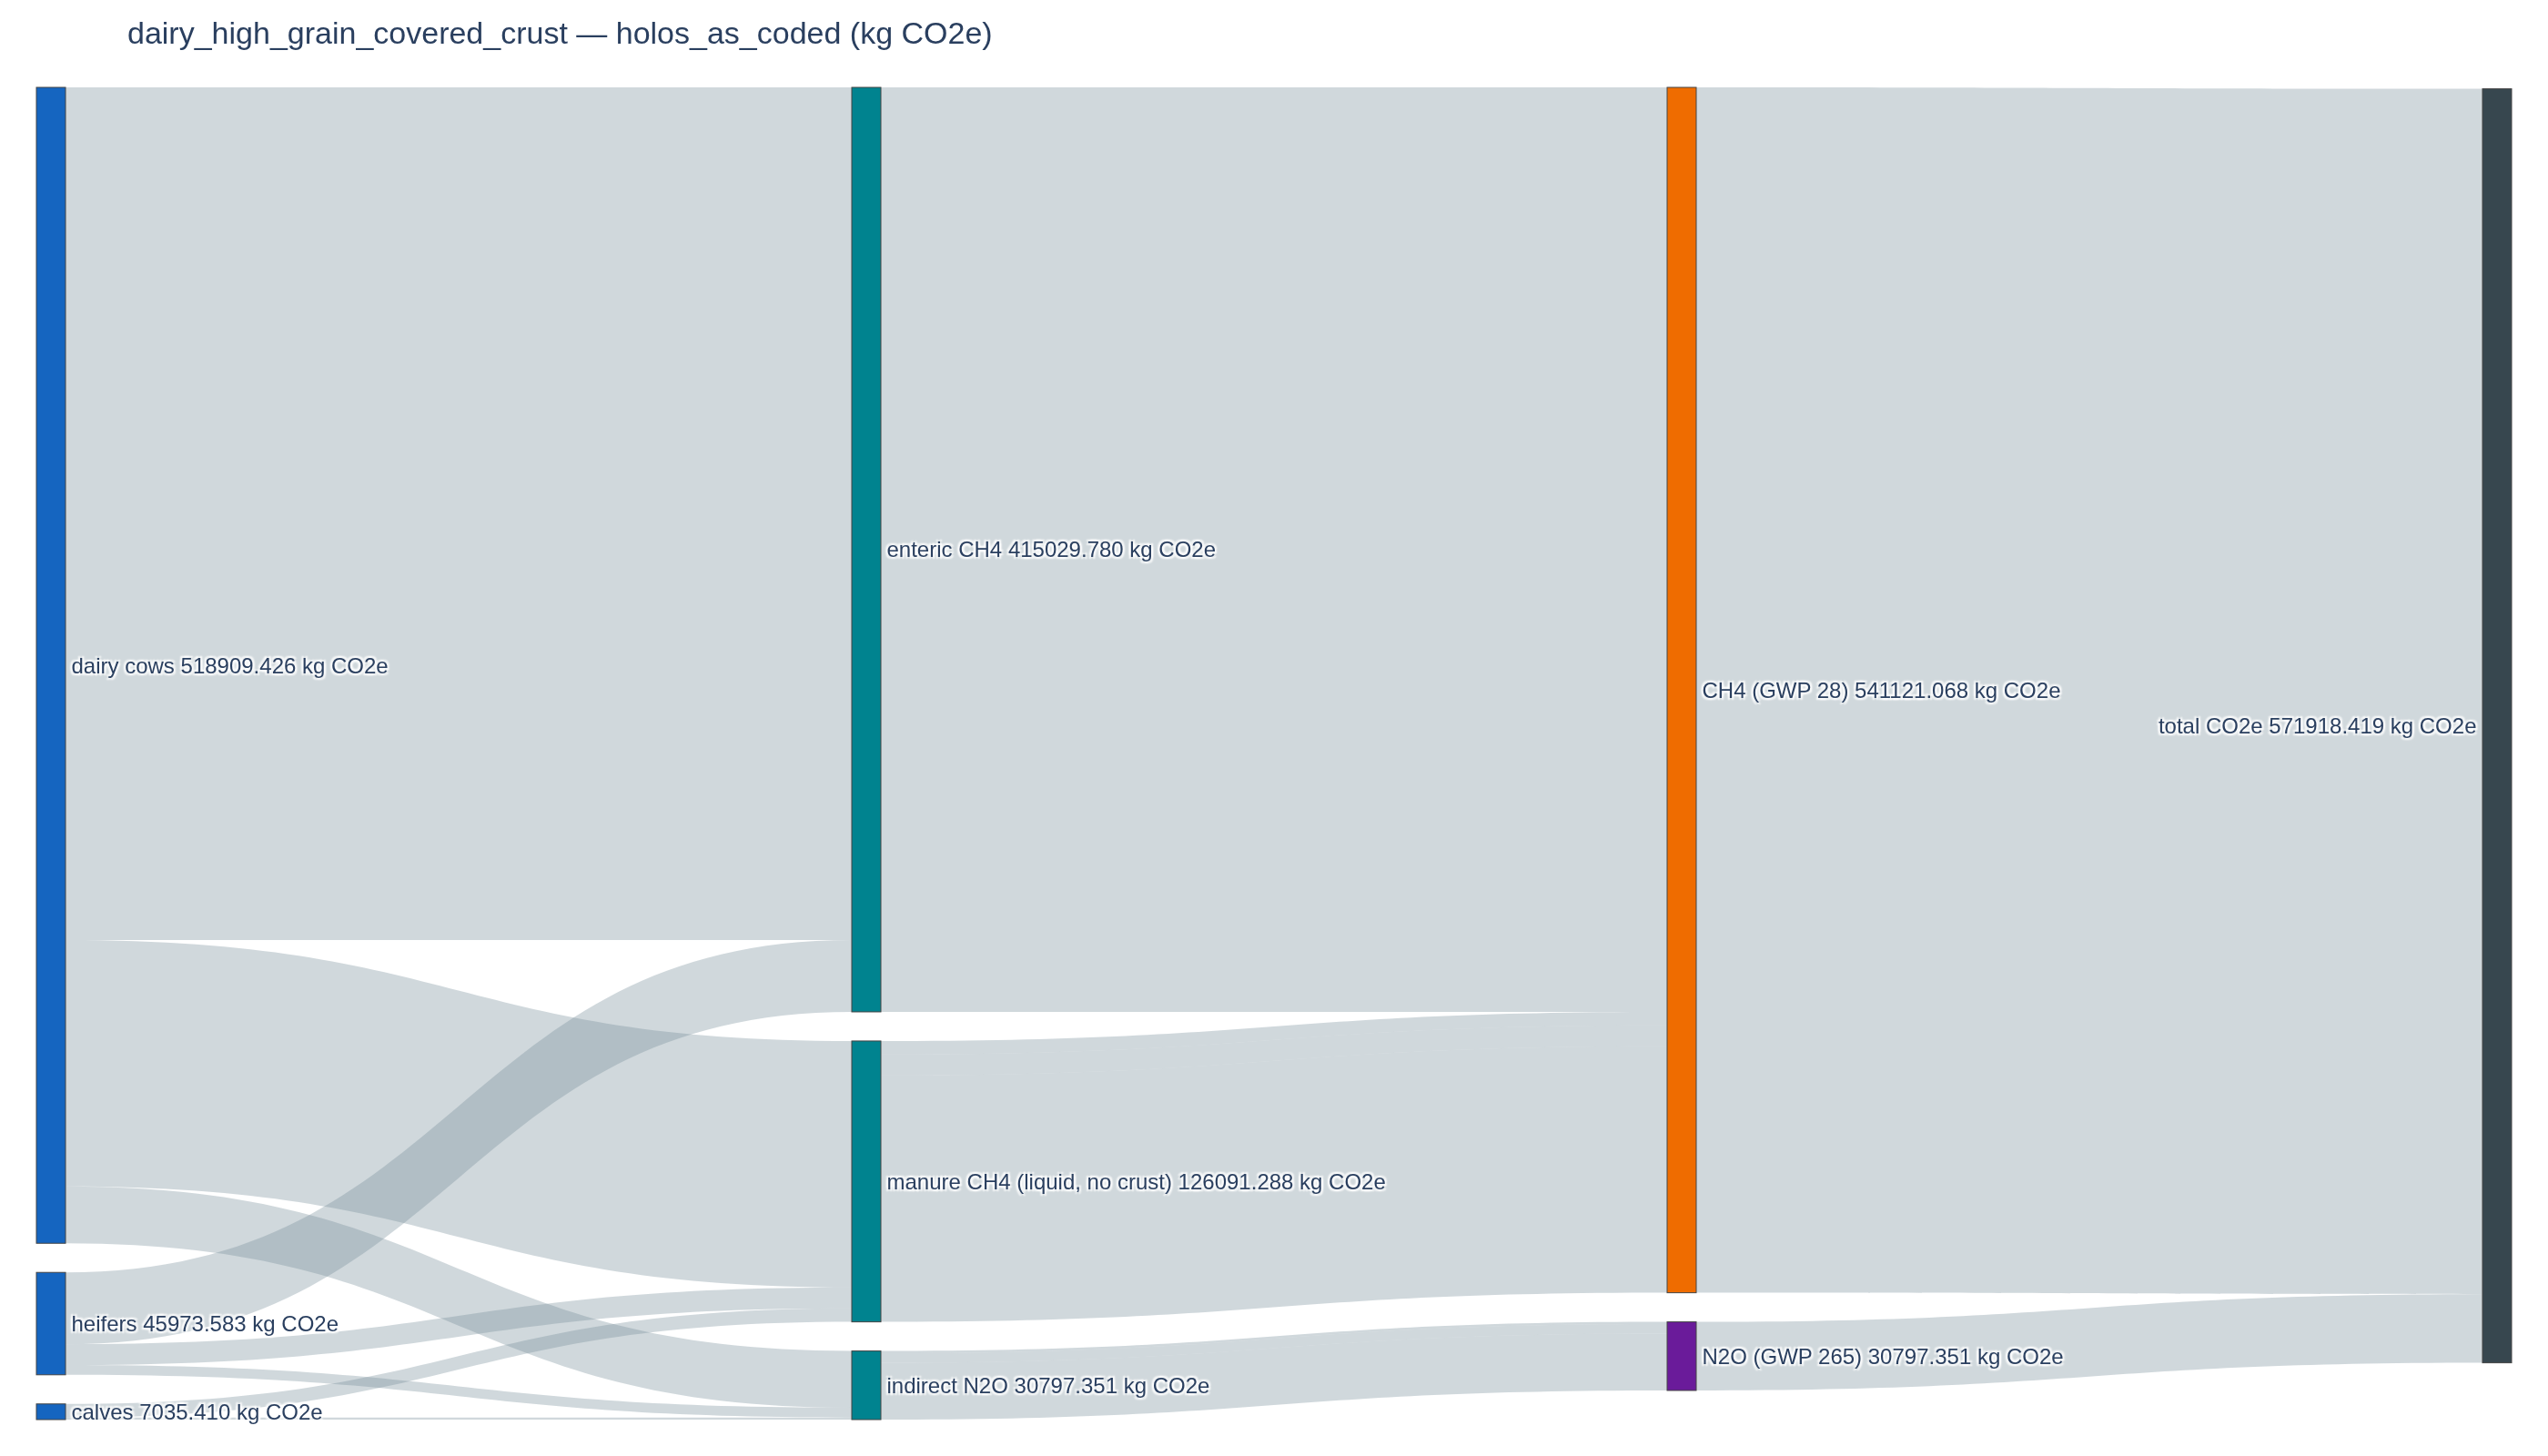 dairy_high_grain_covered_crust — holos_as_coded (kg CO2e)
enteric CH4 415029.780 kg CO2e
dairy cows 518909.426 kg CO2e
CH4 (GWP 28) 541121.068 kg CO2e
total CO2e 571918.419 kg CO2e
manure CH4 (liquid, no crust) 126091.288 kg CO2e
heifers 45973.583 kg CO2e
N2O (GWP 265) 30797.351 kg CO2e
indirect N2O 30797.351 kg CO2e
calves 7035.410 kg CO2e